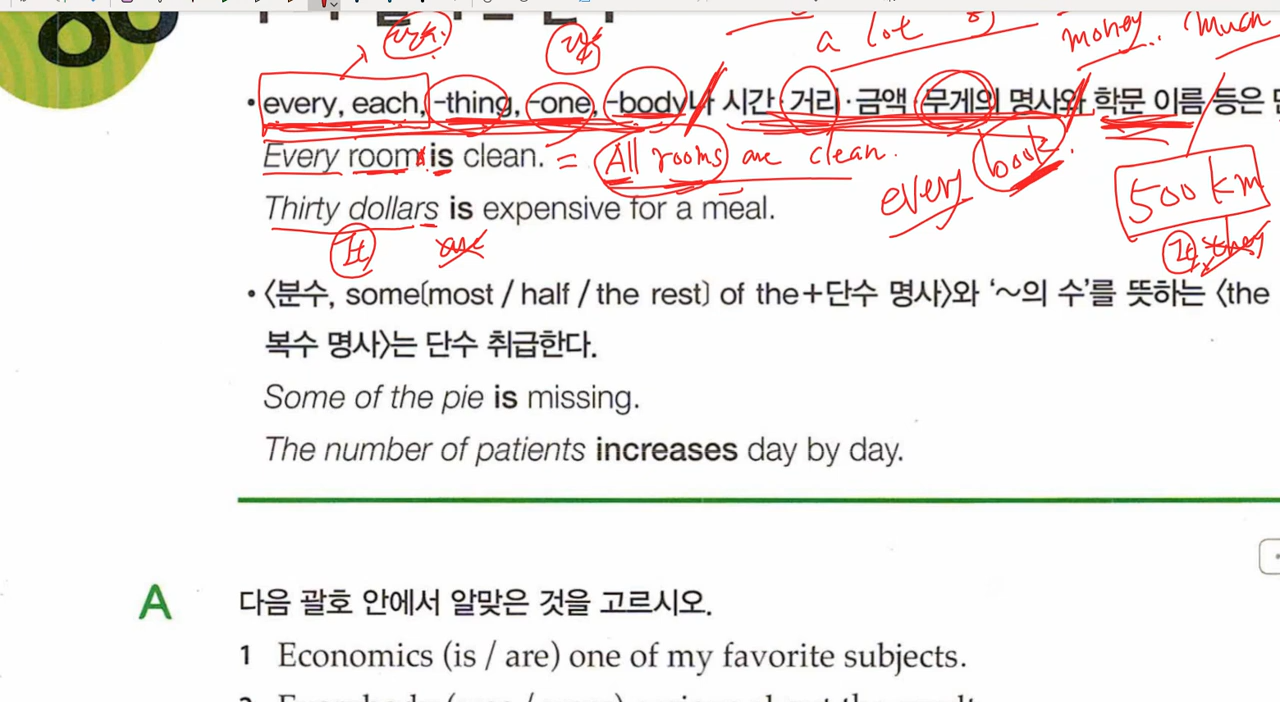 a lot of money.. much
• every, each, -thing, -one, -body나 시간·거리·금액·무게의 명사와 학문 이름 등은
Every room is clean. = All rooms are clean. every book. 500 km
Thirty dollars is expensive for a meal.
It are It they
• 〈분수, some[most / half / the rest] of the+단수 명사〉와 '~의 수'를 뜻하는 〈the
복수 명사〉는 단수 취급한다.
Some of the pie is missing.
The number of patients increases day by day.
A 다음 괄호 안에서 알맞은 것을 고르시오.
1 Economics (is / are) one of my favorite subjects.